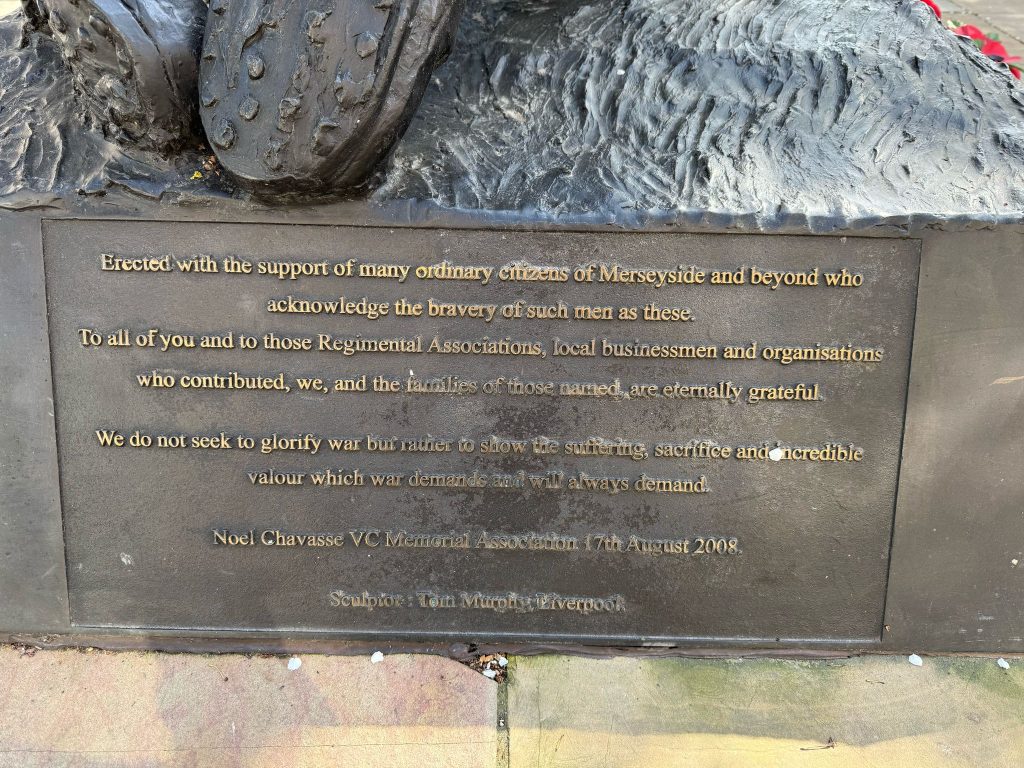 Erected with the support of many ordinary citizens of Merseyside and beyond who
acknowledge the bravery of such men as these.
To all of you and to those Regimental Associations, local businessmen and organisations
who contributed, we, and the families of those named, are eternally grateful.
We do not seek to glorify war but rather to show the suffering, sacrifice and incredible
valour which war demands and will always demand.
Noel Chavasse VC Memorial Association 17th August 2008.
Sculptor : Tom Murphy, Liverpool